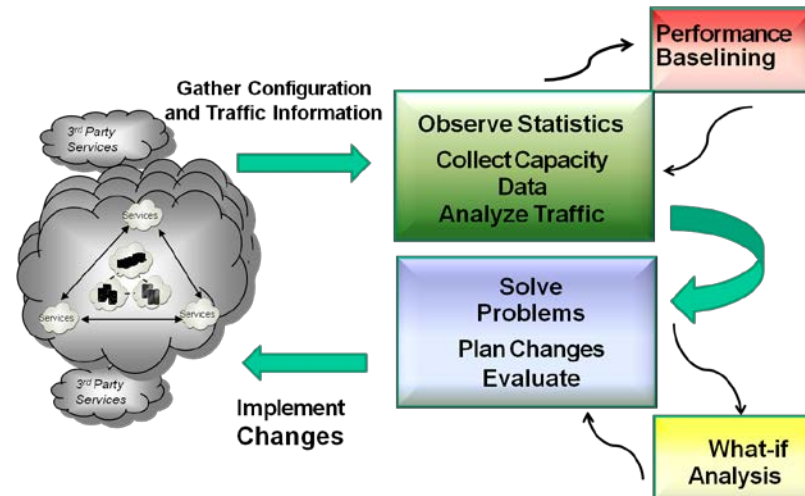 Performance
Baselining
Gather Configuration
and Traffic Information
3rd Party
Services
Observe Statistics
Collect Capacity
Data
Analyze Traffic
Services
Services
Services
Solve
Problems
Plan Changes
Evaluate
3rd Party
Services
Implement
Changes
What-if
Analysis